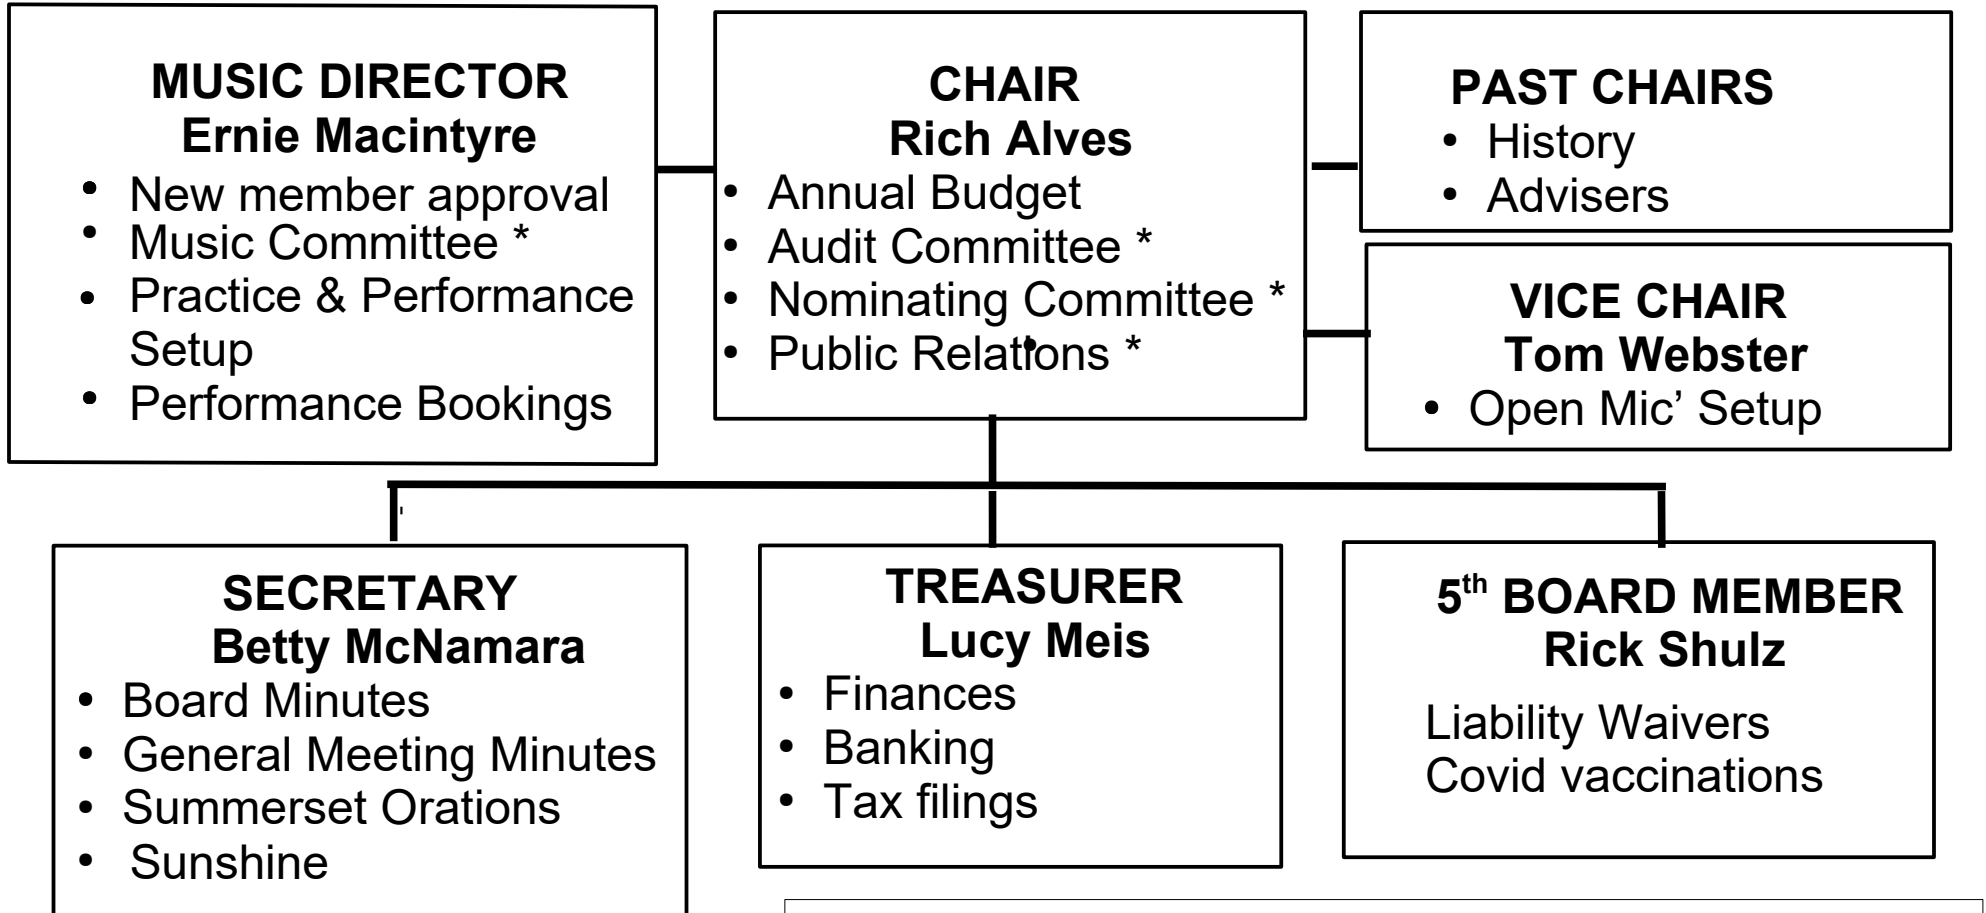 MUSIC DIRECTOR
Ernie Macintyre
• New member approval
• Music Committee *
• Practice & Performance
Setup
• Performance Bookings
CHAIR
Rich Alves
• Annual Budget
• Audit Committee *
• Nominating Committee *
• Public Relations *
PAST CHAIRS
• History
• Advisers
VICE CHAIR
Tom Webster
• Open Mic’ Setup
SECRETARY
Betty McNamara
• Board Minutes
• General Meeting Minutes
• Summerset Orations
• Sunshine
TREASURER
Lucy Meis
• Finances
• Banking
• Tax filings
5th BOARD MEMBER
Rick Shulz
Liability Waivers
Covid vaccinations